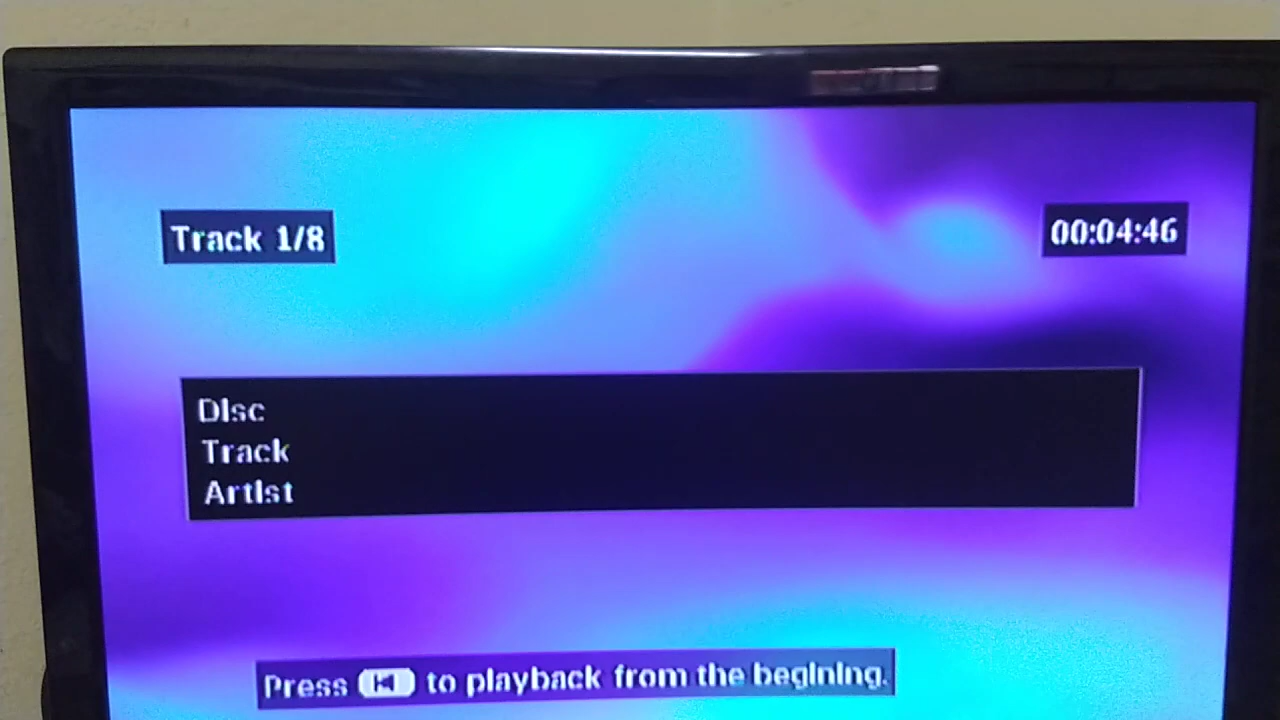 Track 1/8
00:04:46
Disc
Track
Artist
Press to playback from the begining.